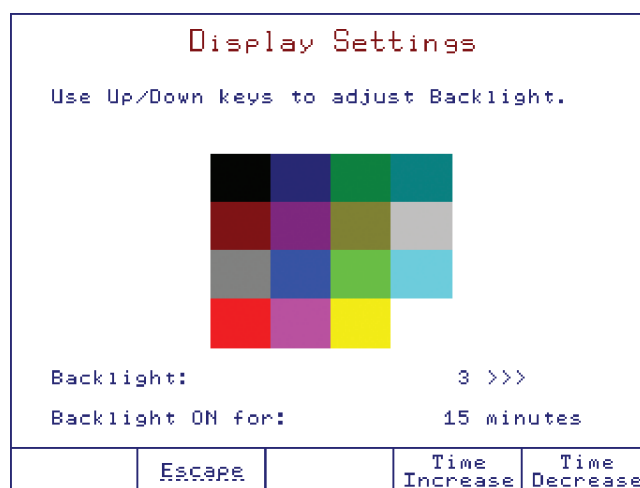 Display Settings
Use Up/Down keys to adjust Backlight.
Backlight: 3 >>>
Backlight ON for: 15 minutes
Escape
Time Increase
Time Decrease